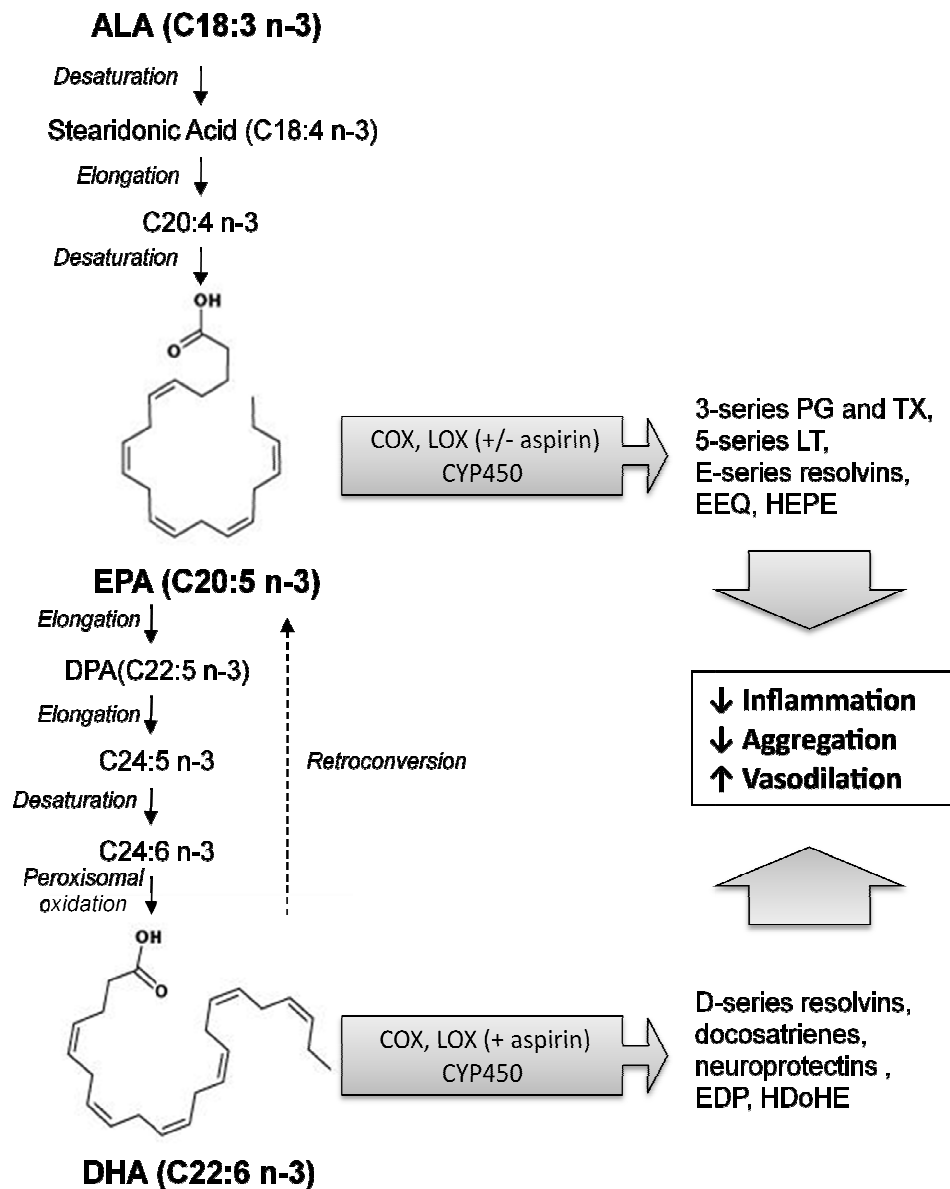 ALA (C18:3 n-3)
Desaturation
Stearidonic Acid (C18:4 n-3)
Elongation
C20:4 n-3
Desaturation
OH
O
EPA (C20:5 n-3)
COX, LOX (+/- aspirin)
CYP450
3-series PG and TX,
5-series LT,
E-series resolvins,
EEQ, HEPE
Elongation
DPA(C22:5 n-3)
Elongation
C24:5 n-3
Desaturation
C24:6 n-3
Peroxisomal
oxidation
Retroconversion
↓ Inflammation
↓ Aggregation
↑ Vasodilation
OH
O
DHA (C22:6 n-3)
COX, LOX (+ aspirin)
CYP450
D-series resolvins,
docosatrienes,
neuroprotectins ,
EDP, HDoHE